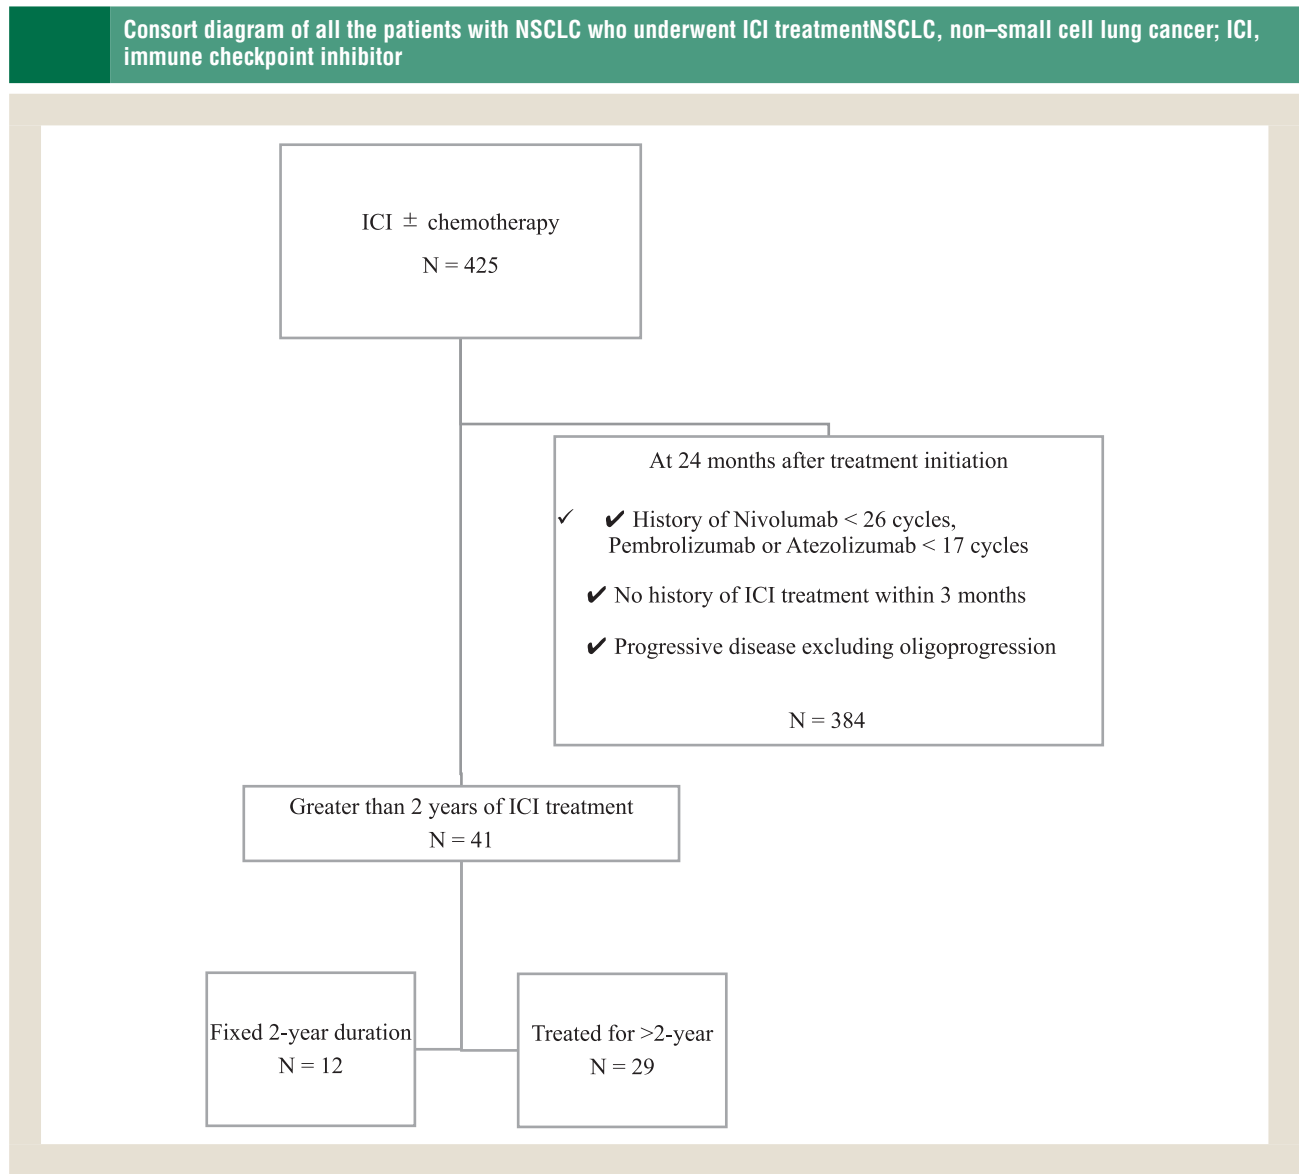 Consort diagram of all the patients with NSCLC who underwent ICI treatmentNSCLC, non–small cell lung cancer; ICI,
immune checkpoint inhibitor
ICI ± chemotherapy
N = 425
At 24 months after treatment initiation
✓ ✔ History of Nivolumab < 26 cycles,
Pembrolizumab or Atezolizumab < 17 cycles
✔ No history of ICI treatment within 3 months
✔ Progressive disease excluding oligoprogression
N = 384
Greater than 2 years of ICI treatment
N = 41
Fixed 2-year duration
N = 12
Treated for >2-year
N = 29